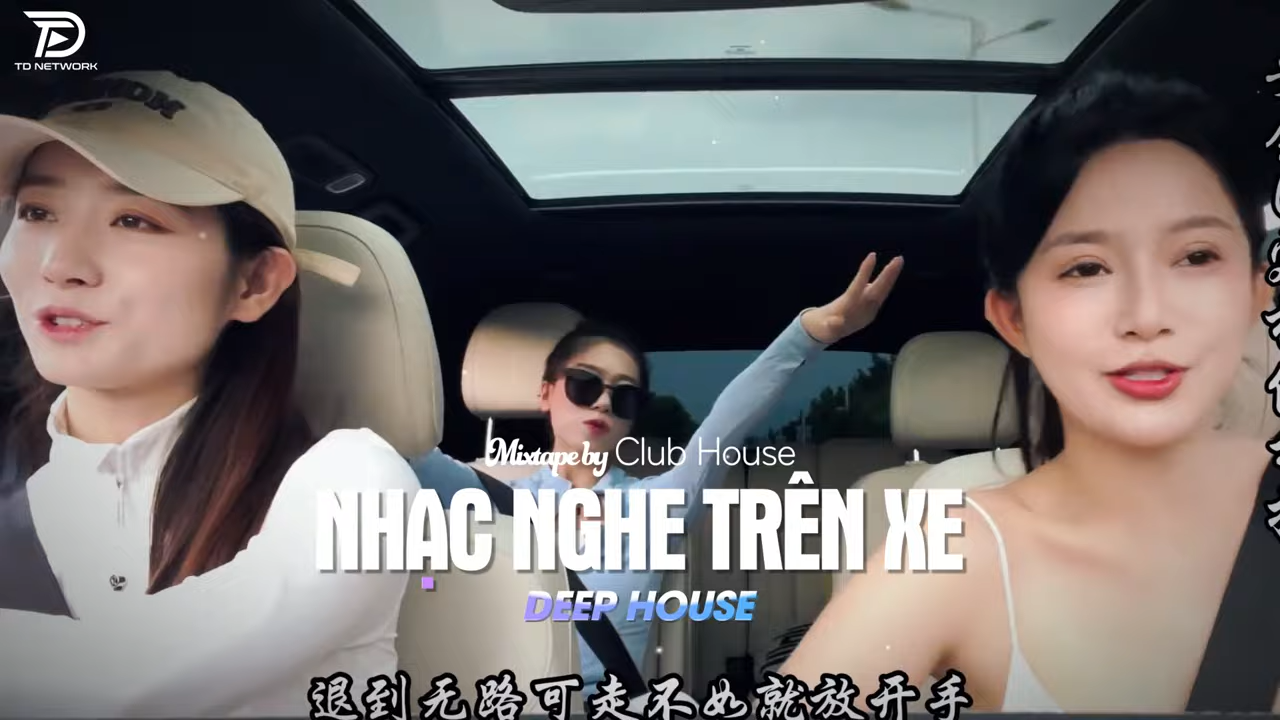 TD NETWORK
Mixtape by Club House
NHẠC NGHE TRÊN XE
DEEP HOUSE
退到无路可走不如就放开手